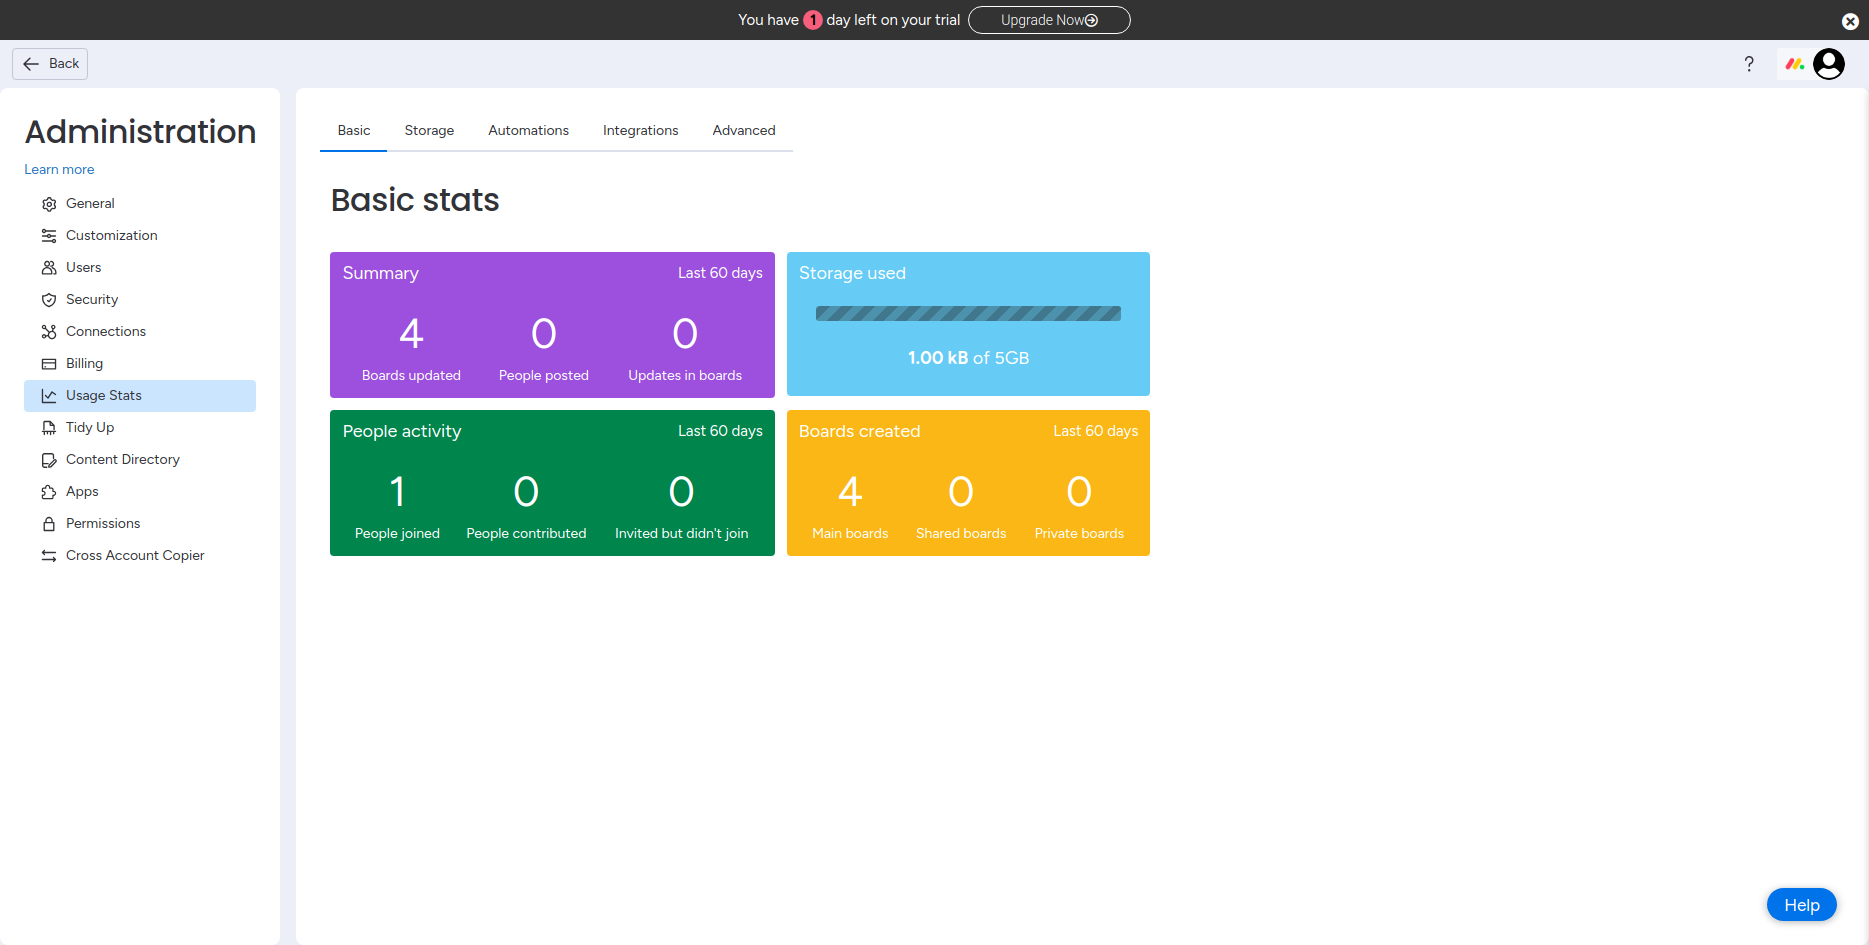 You have 1 day left on your trial Upgrade Now
Back
?
Administration
Learn more
General
Customization
Users
Security
Connections
Billing
Usage Stats
Tidy Up
Content Directory
Apps
Permissions
Cross Account Copier
Basic Storage Automations Integrations Advanced
Basic stats
Summary Last 60 days
4 0 0
Boards updated People posted Updates in boards
Storage used
1.00 kB of 5GB
People activity Last 60 days
1 0 0
People joined People contributed Invited but didn't join
Boards created Last 60 days
4 0 0
Main boards Shared boards Private boards
Help